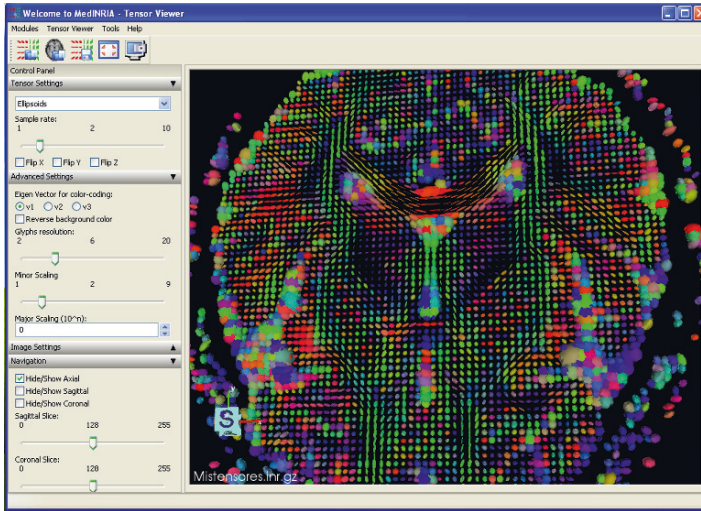 Welcome to MedINRIA - Tensor Viewer
Modules Tensor Viewer Tools Help
Control Panel
Tensor Settings
Ellipsoids
Sample rate:
1 2 10
Flip X Flip Y Flip Z
Advanced Settings
Eigen Vector for color-coding:
v1 v2 v3
Reverse background color
Glyphs resolution:
2 6 20
Minor Scaling
1 2 9
Major Scaling (10^n):
0
Image Settings
Navigation
Hide/Show Axial
Hide/Show Sagittal
Hide/Show Coronal
Sagittal Slice:
0 128 255
Coronal Slice:
0 128 255
S
Mistensores.inr.gz